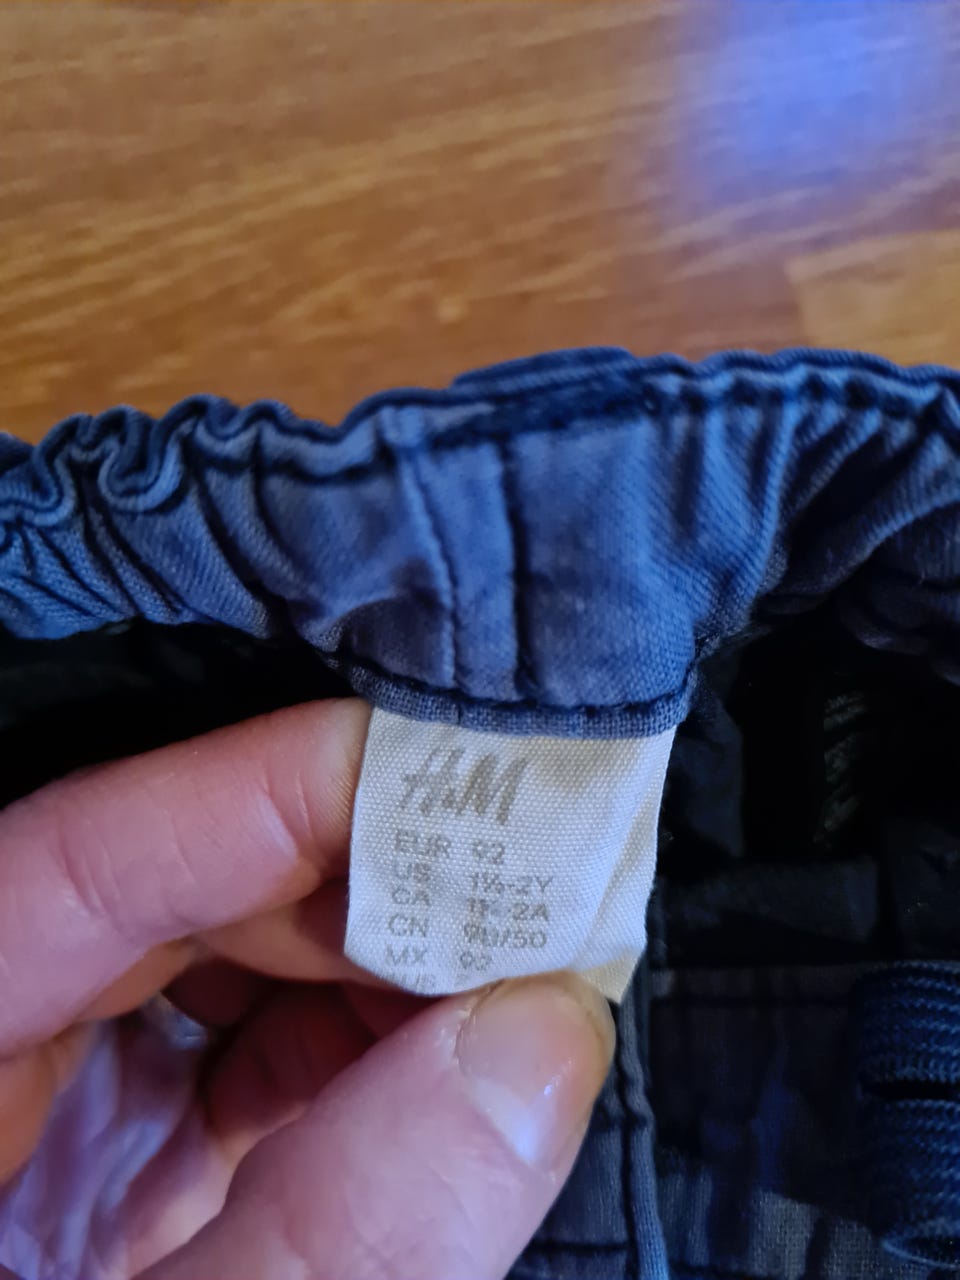 H&M
EUR 92
US 1½-2Y
CA 1½-2A
CN 90/50
MX 92